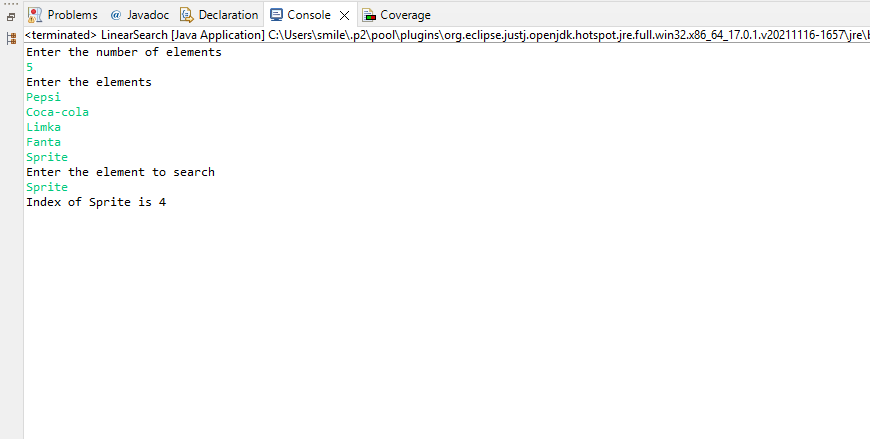 Problems @ Javadoc Declaration Console Coverage
<terminated> LinearSearch [Java Application] C:\Users\smile\.p2\pool\plugins\org.eclipse.justj.openjdk.hotspot.jre.full.win32.x86_64_17.0.1.v20211116-1657\jre\b
Enter the number of elements
5
Enter the elements
Pepsi
Coca-cola
Limka
Fanta
Sprite
Enter the element to search
Sprite
Index of Sprite is 4